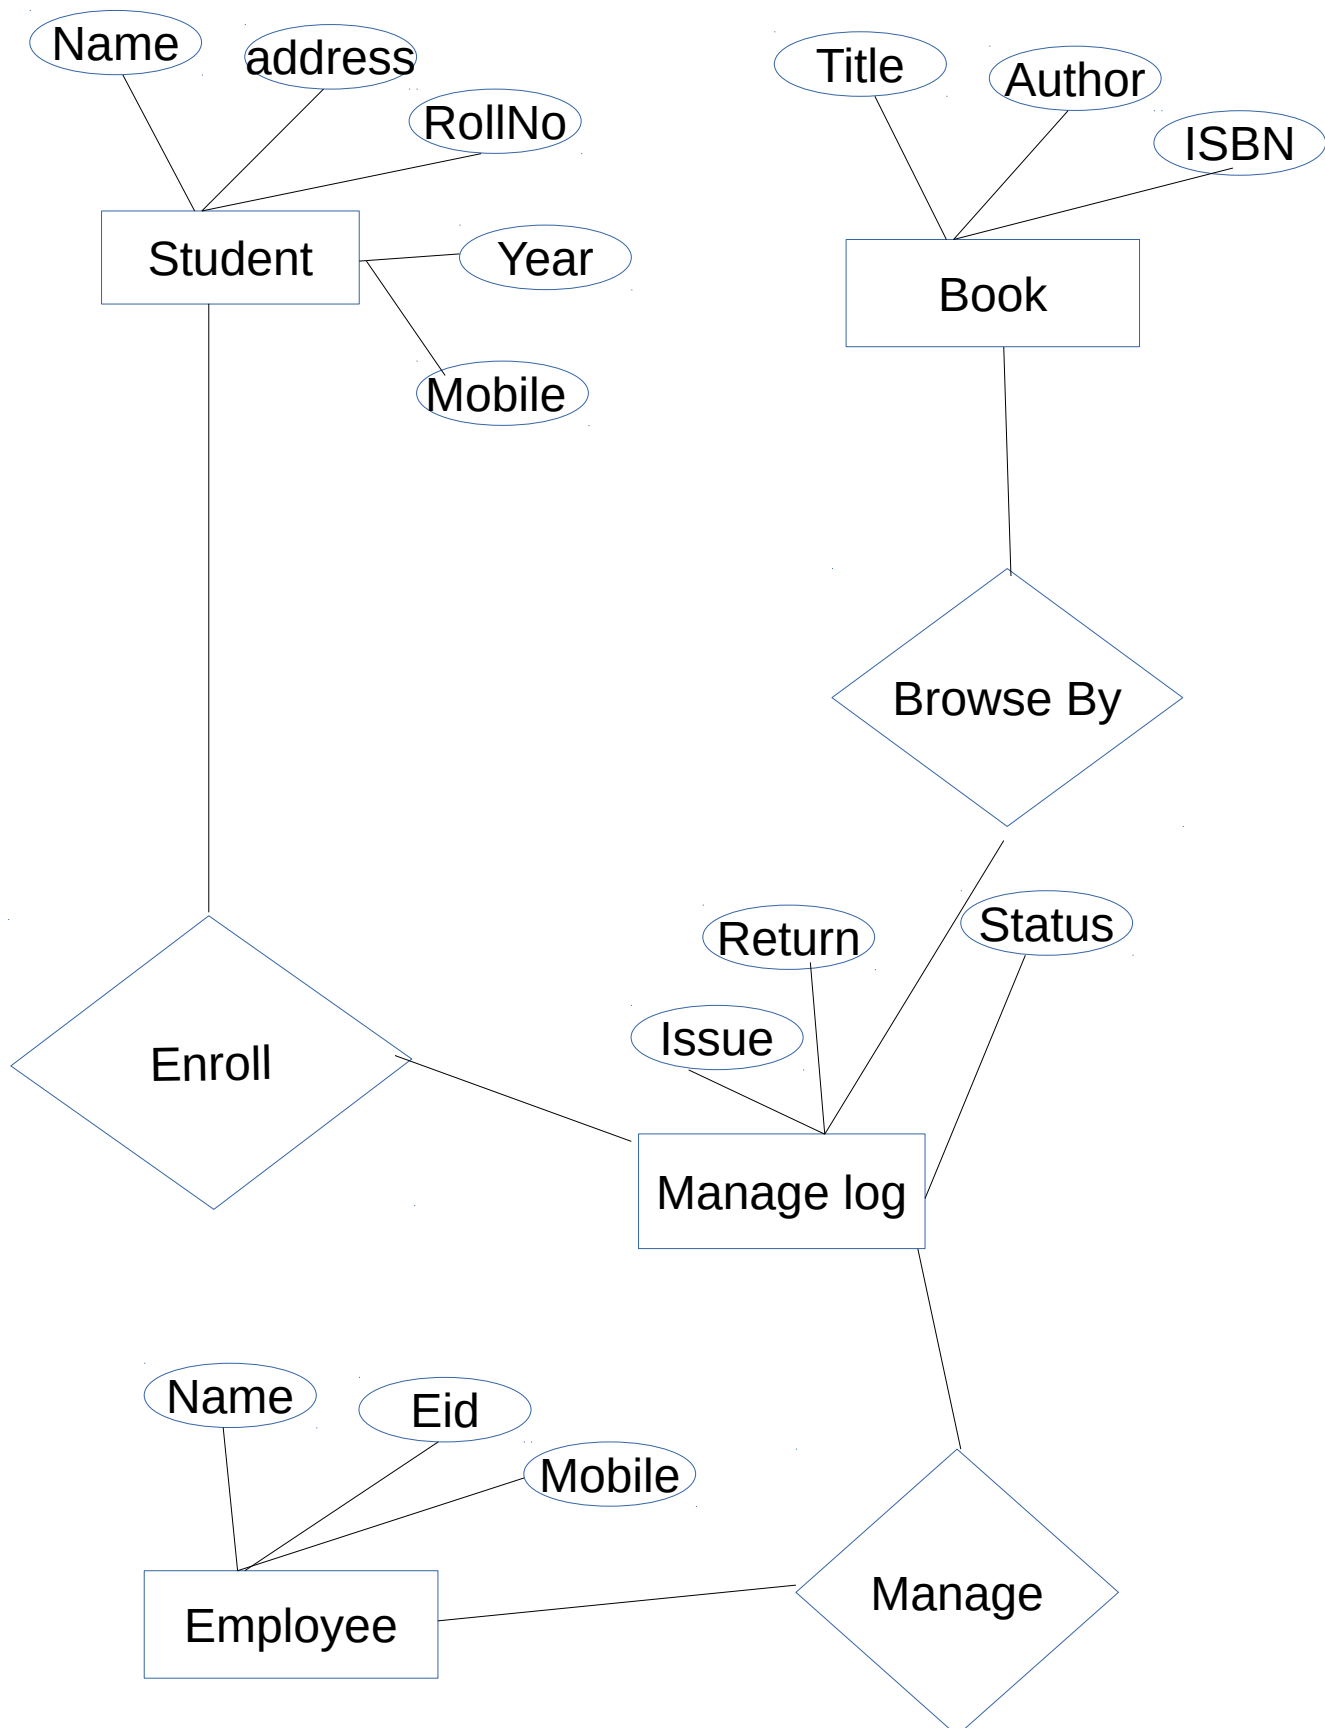 Name
address
RollNo
Student
Year
Mobile
Title
Author
ISBN
Book
Browse By
Enroll
Return
Status
Issue
Manage log
Name
Eid
Mobile
Employee
Manage